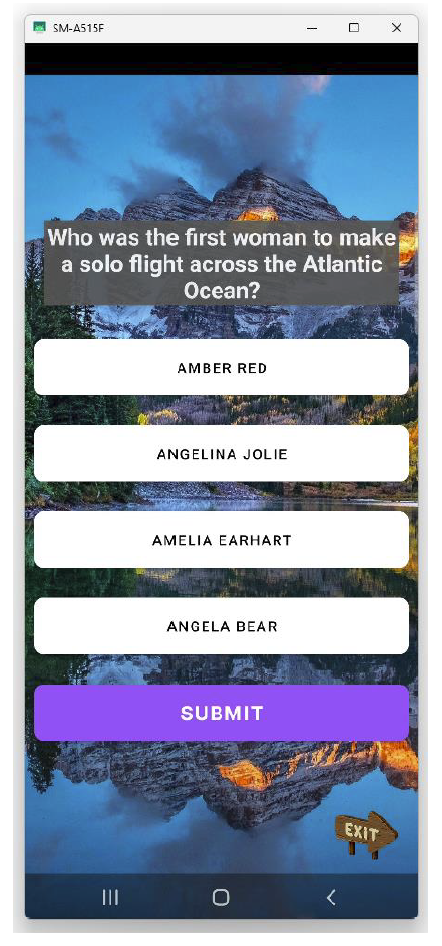 SM-A515F
Who was the first woman to make
a solo flight across the Atlantic
Ocean?
AMBER RED
ANGELINA JOLIE
AMELIA EARHART
ANGELA BEAR
SUBMIT
EXIT